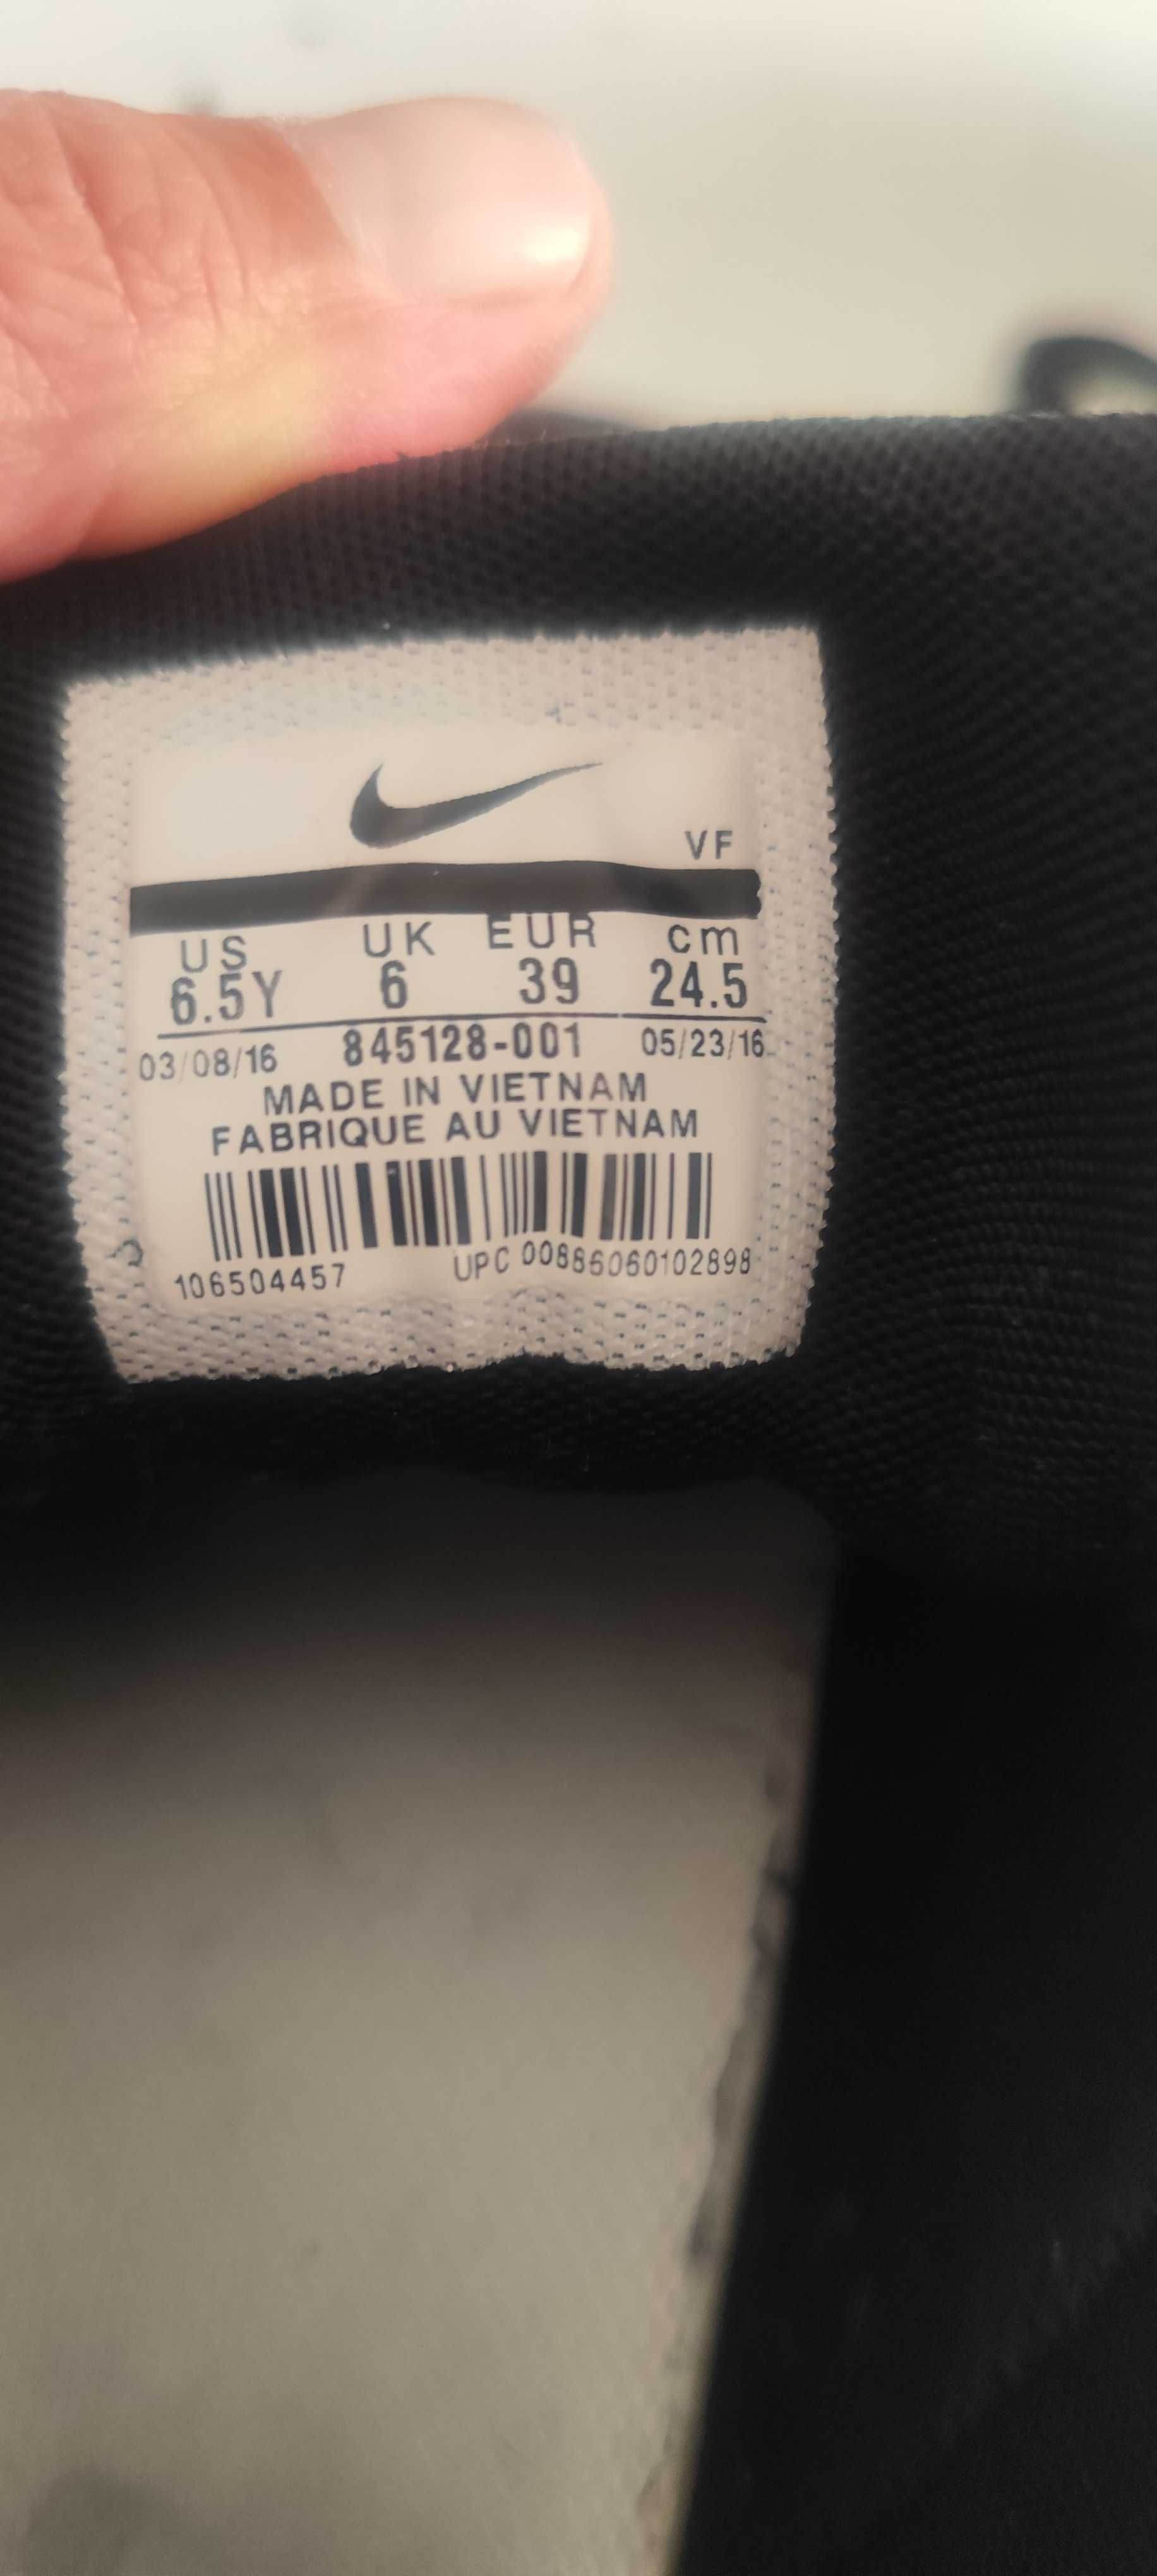 VF
US UK EUR cm
6.5Y 6 39 24.5
03/08/16 845128-001 05/23/16
MADE IN VIETNAM
FABRIQUE AU VIETNAM
106504457 UPC 00886060102898